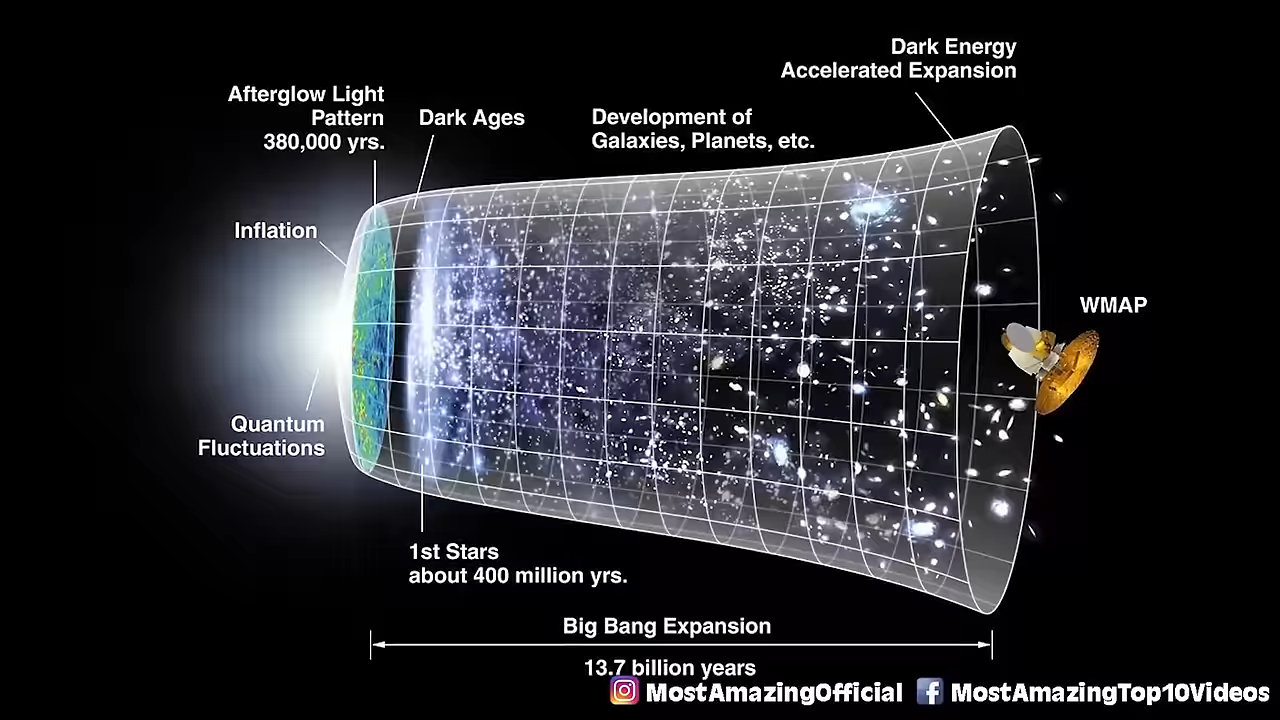 Dark Energy
Accelerated Expansion
Afterglow Light
Pattern
380,000 yrs.
Dark Ages
Development of
Galaxies, Planets, etc.
Inflation
WMAP
Quantum
Fluctuations
1st Stars
about 400 million yrs.
Big Bang Expansion
13.7 billion years
MostAmazingOfficial
MostAmazingTop10Videos